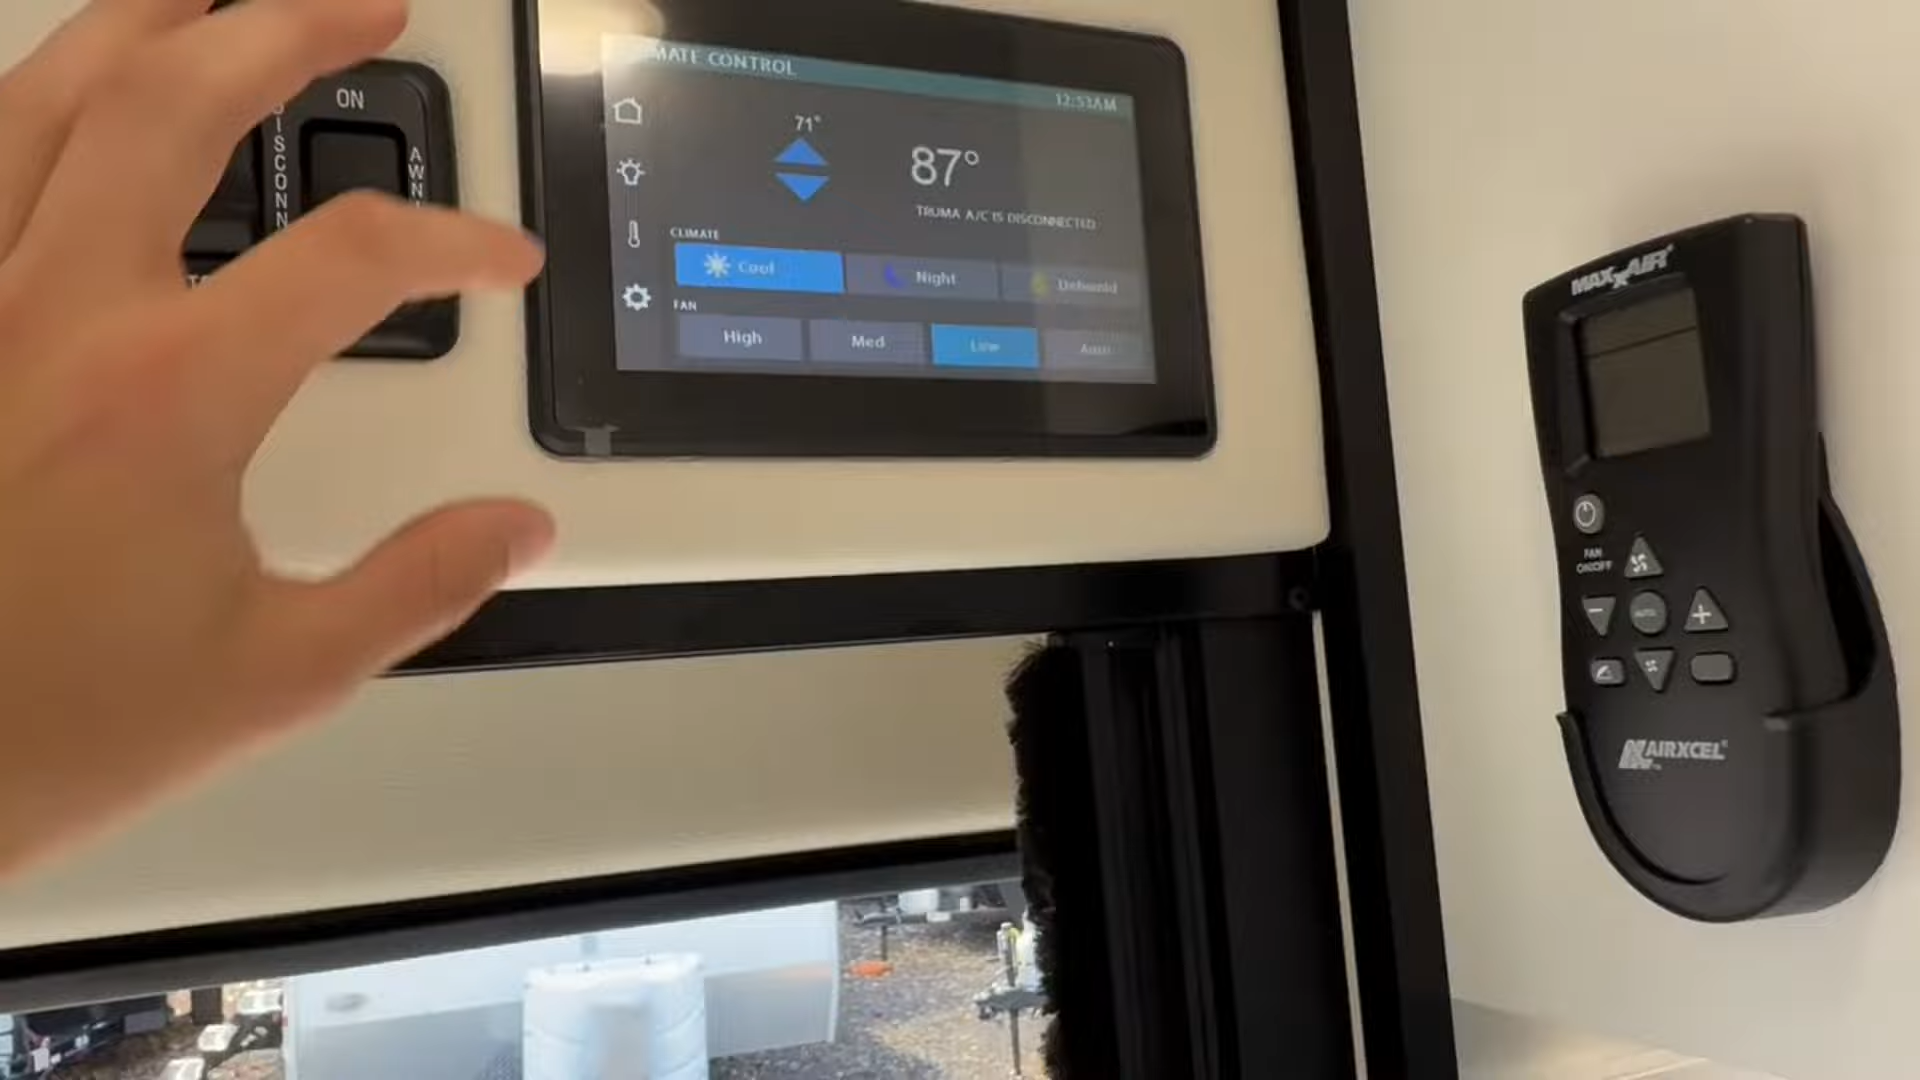 ON
DISCONN
AWN
MATE CONTROL
12:53AM
71°
87°
TRUMA A/C IS DISCONNECTED
CLIMATE
Cool
Night
Dehumid
FAN
High
Med
Low
Auto
MAXXAIR®
FAN
ON/OFF
AUTO
AIRXCEL®